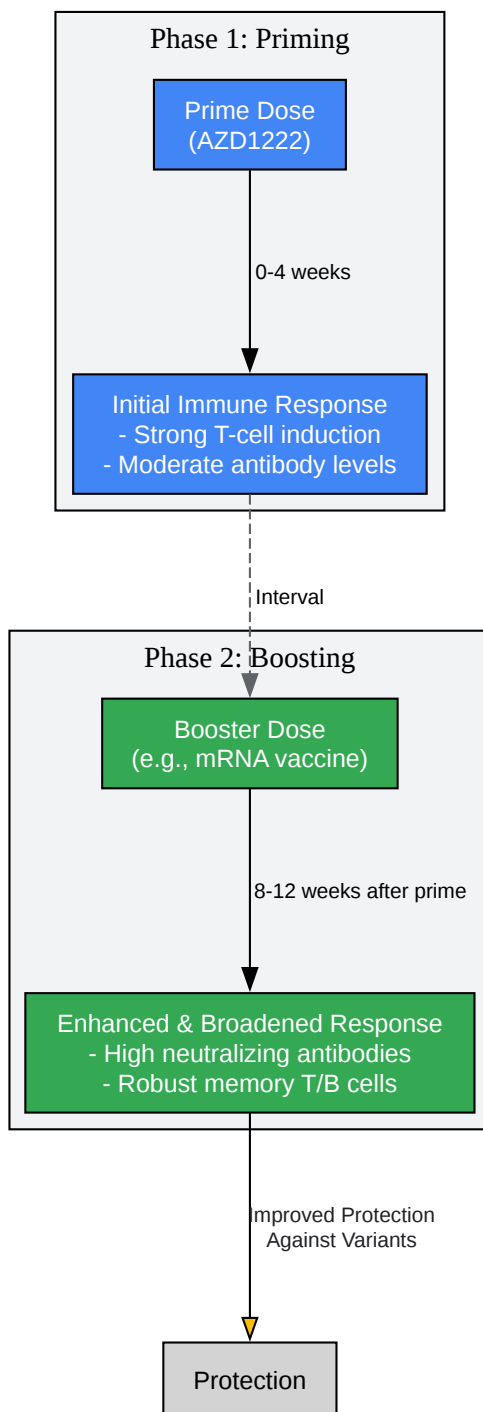 Phase 1: Priming
Prime Dose
(AZD1222)
0-4 weeks
Initial Immune Response
- Strong T-cell induction
- Moderate antibody levels
Interval
Phase 2: Boosting
Booster Dose
(e.g., mRNA vaccine)
8-12 weeks after prime
Enhanced & Broadened Response
- High neutralizing antibodies
- Robust memory T/B cells
Improved Protection
Against Variants
Protection